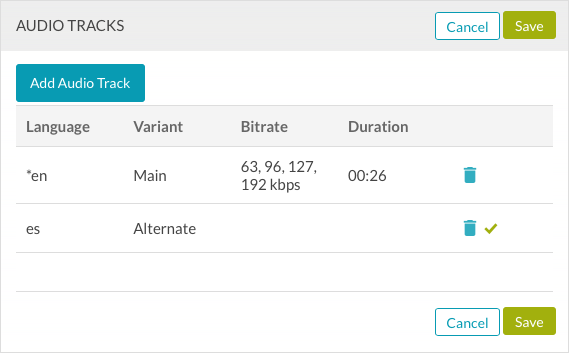 AUDIO TRACKS Cancel Save
Add Audio Track
Language Variant Bitrate Duration
*en Main 63, 96, 127, 192 kbps 00:26
es Alternate
Cancel Save